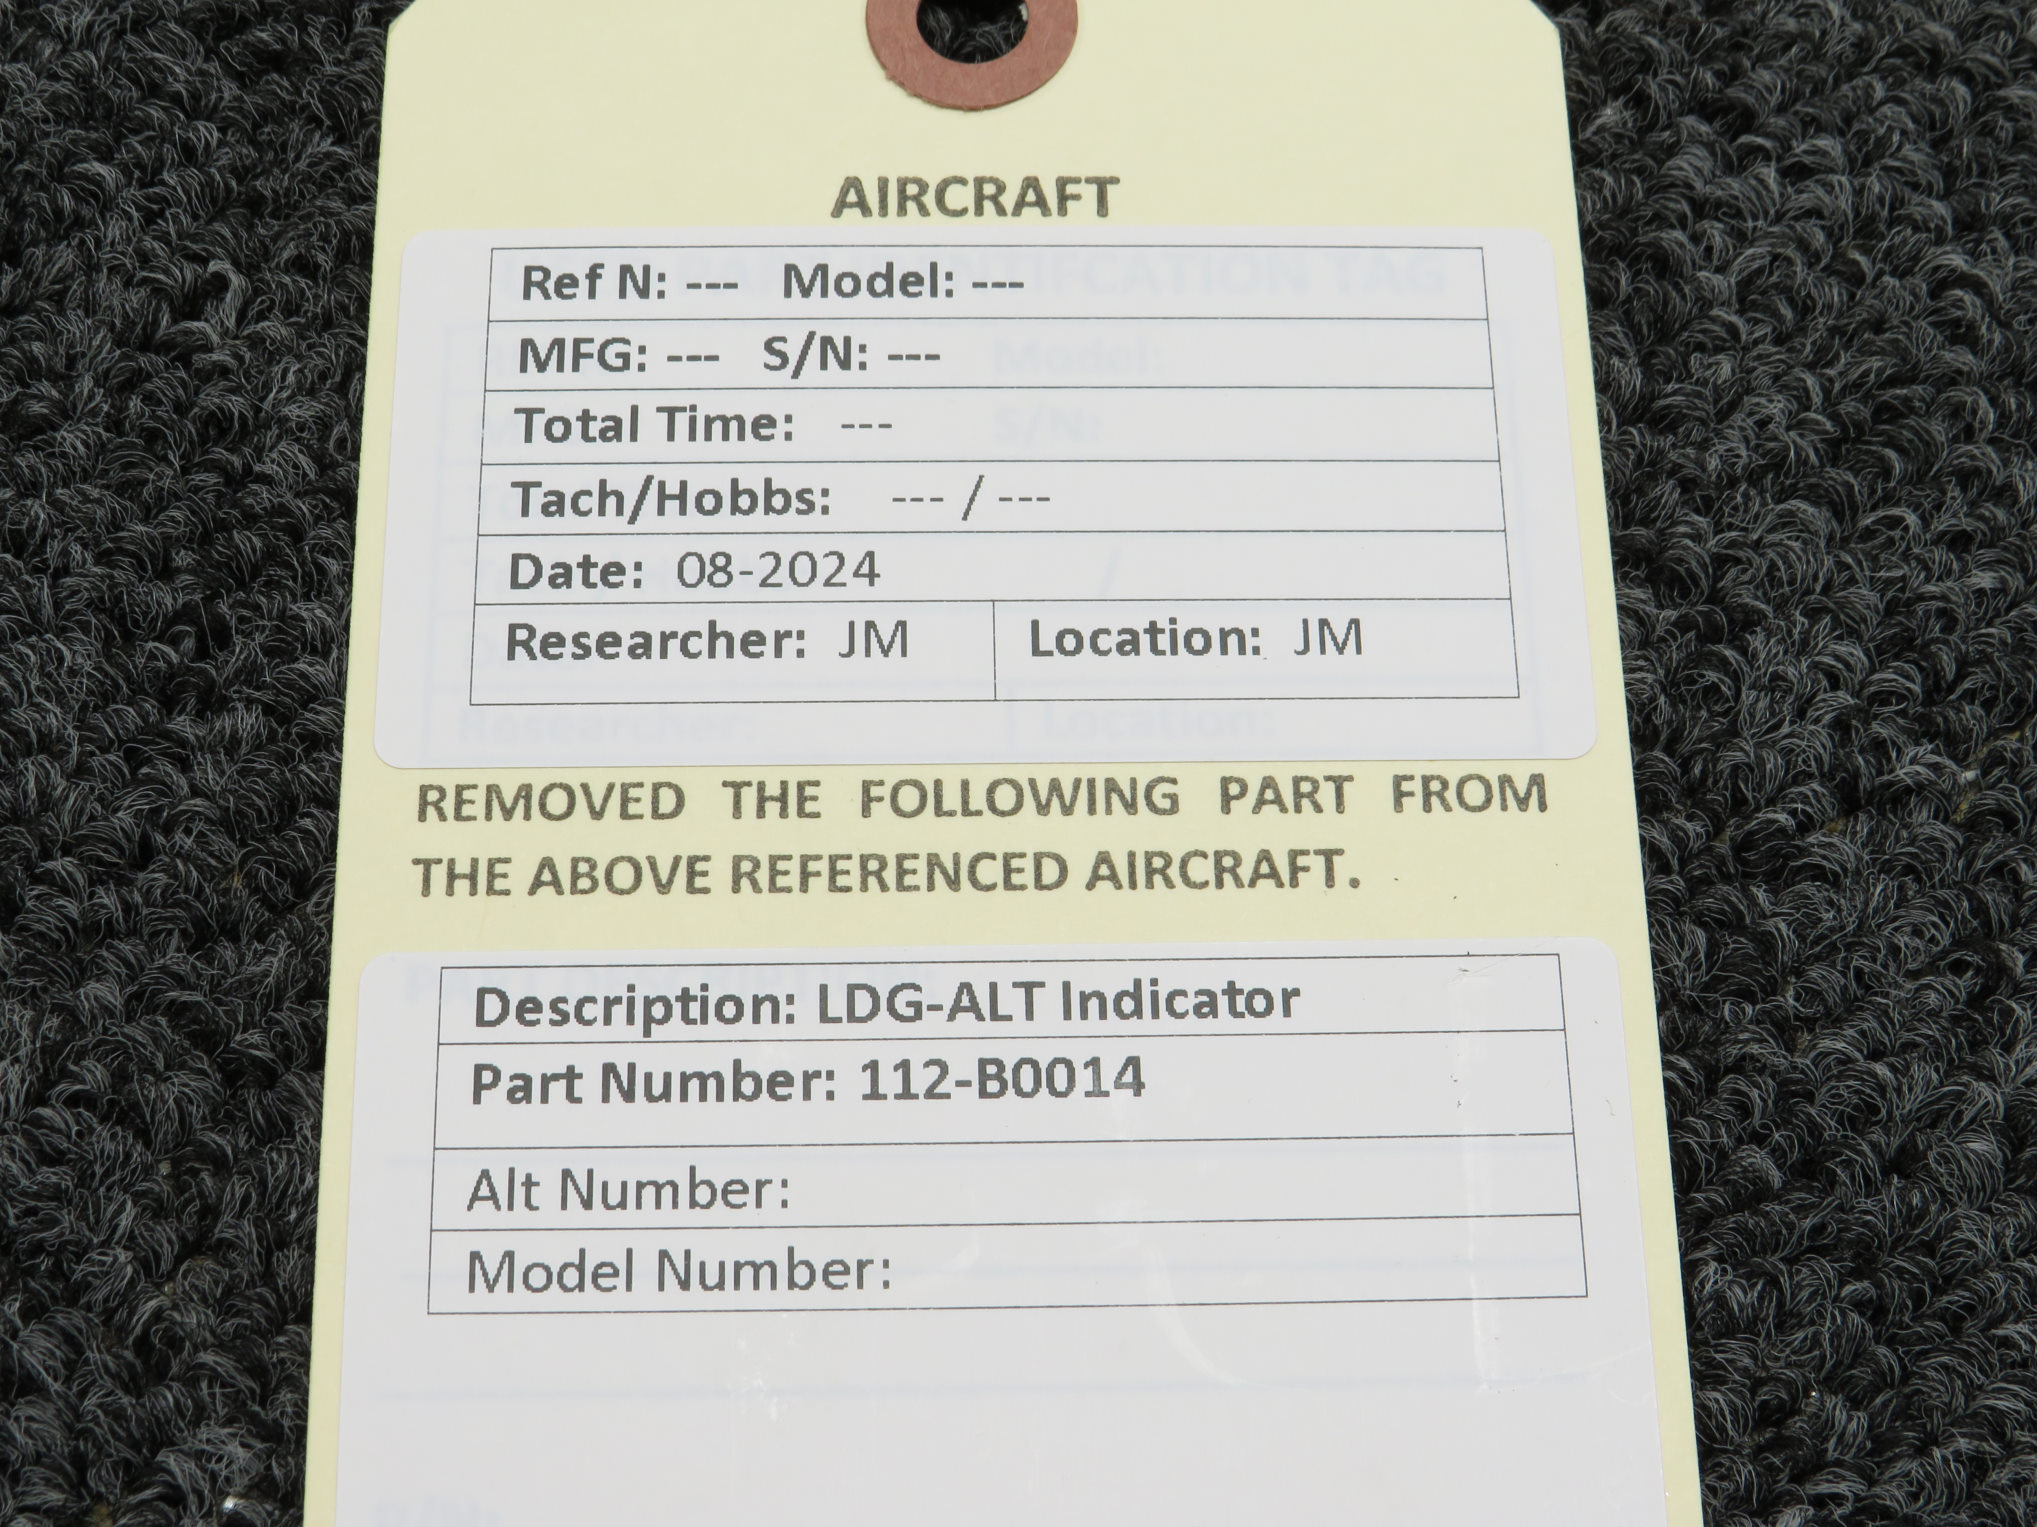 AIRCRAFT
Ref N: --- Model: ---
MFG: --- S/N: ---
Total Time: ---
Tach/Hobbs: --- / ---
Date: 08-2024
Researcher: JM Location: JM
REMOVED THE FOLLOWING PART FROM
THE ABOVE REFERENCED AIRCRAFT.
Description: LDG-ALT Indicator
Part Number: 112-B0014
Alt Number:
Model Number: